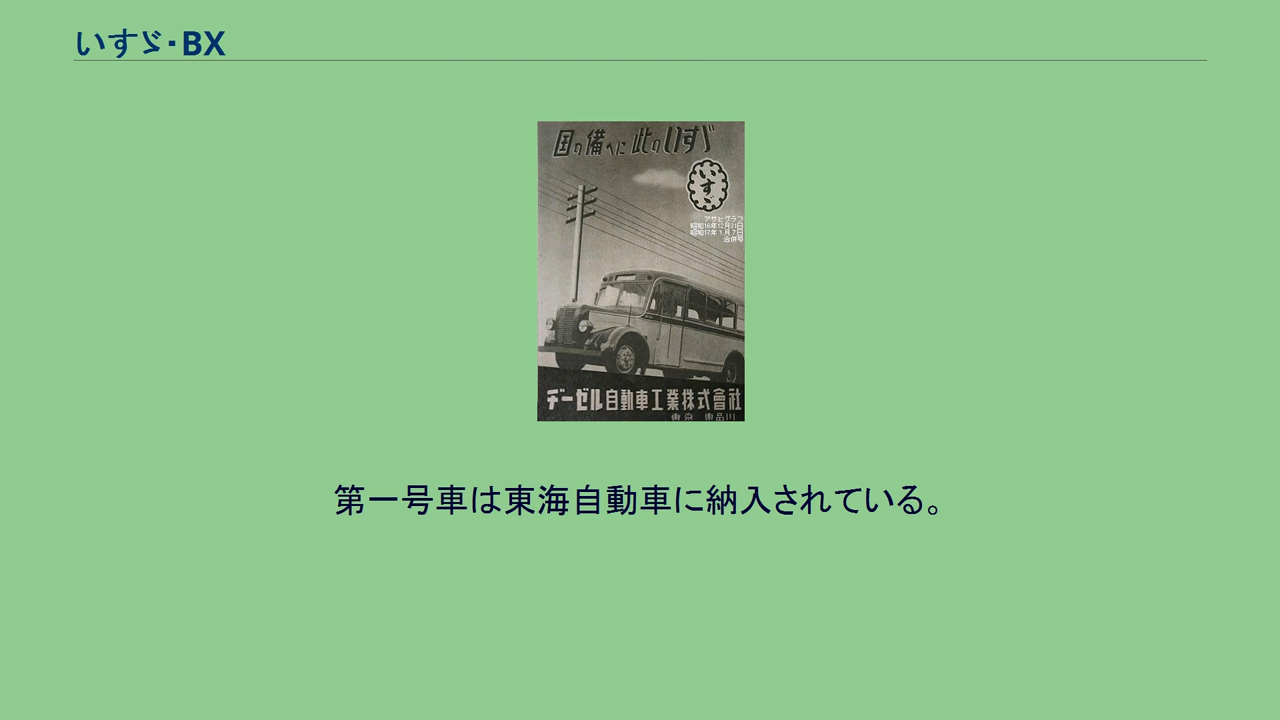 いすゞ・BX
国の備へに此のいすゞ
いすゞ
アサヒグラフ
昭和16年12月31日
昭和17年1月7日
合併号
ヂーゼル自動車工業株式會社
東京 東品川
第一号車は東海自動車に納入されている。